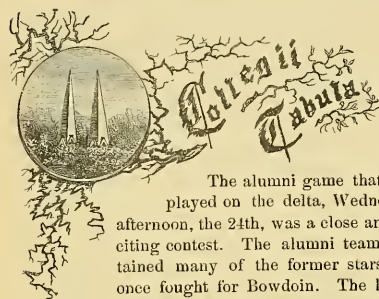 Collegii
Tabula.
The alumni game that
played on the delta, Wedne
afternoon, the 24th, was a close an
citing contest. The alumni team
tained many of the former stars
once fought for Bowdoin. The